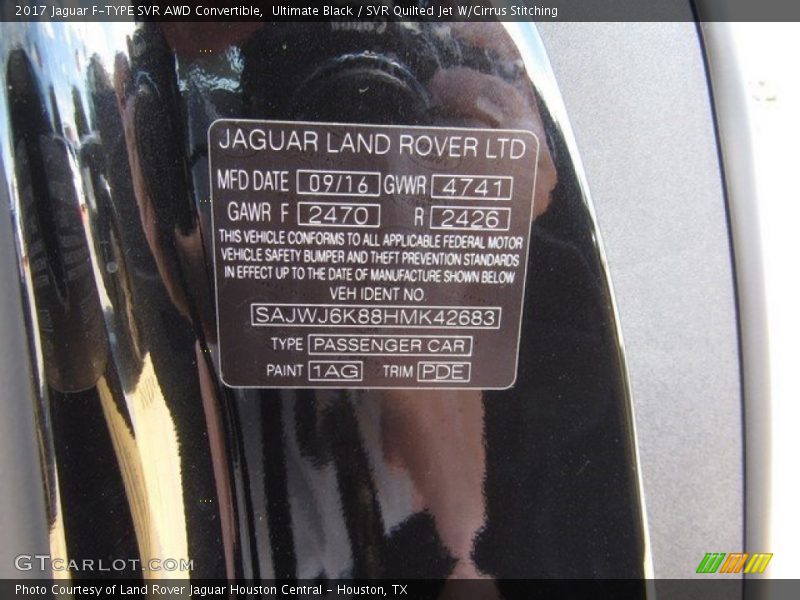 2017 Jaguar F-TYPE SVR AWD Convertible,  Ultimate Black / SVR Quilted Jet W/Cirrus Stitching
JAGUAR LAND ROVER LTD
MFD DATE 09/16 GWVR 4741
GAWR F 2470 R 2426
THIS VEHICLE CONFORMS TO ALL APPLICABLE FEDERAL MOTOR
VEHICLE SAFETY BUMPER AND THEFT PREVENTION STANDARDS
IN EFFECT UP TO THE DATE OF MANUFACTURE SHOWN BELOW
VEH IDENT NO
SAJWJ6K88HMK42683
TYPE PASSENGER CAR
PAINT 1AG TRIM PDE
GTCARLOT.COM
Photo Courtesy of Land Rover Jaguar Houston Central - Houston, TX